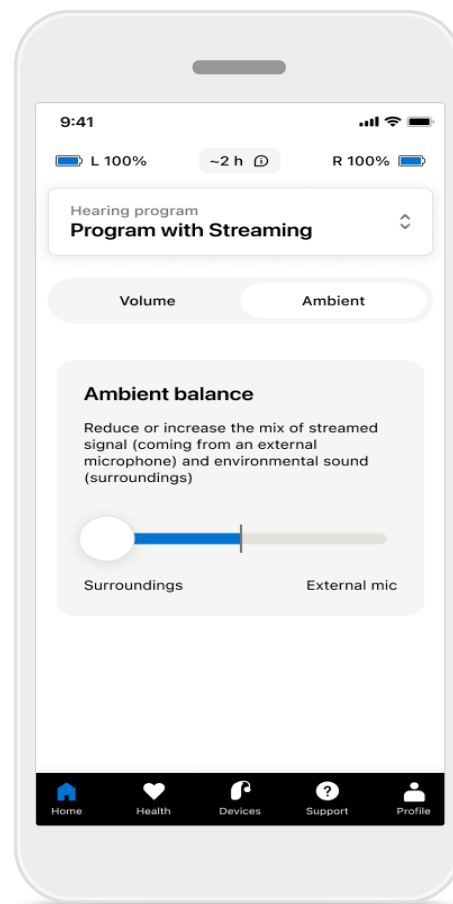 9:41
L 100% ~2 h R 100%
Hearing program
Program with Streaming
Volume Ambient
Ambient balance
Reduce or increase the mix of streamed
signal (coming from an external
microphone) and environmental sound
(surroundings)
Surroundings External mic
Home Health Devices Support Profile